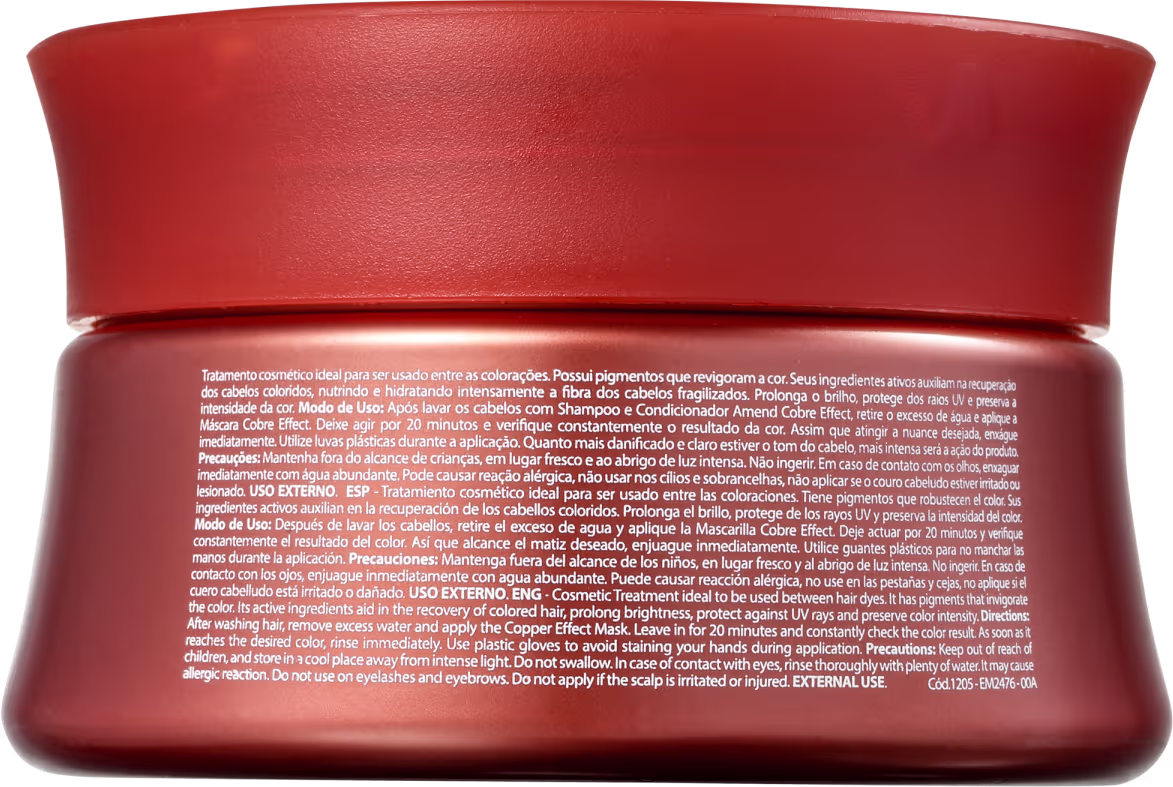 Tratamento cosmético ideal para ser usado entre as colorações. Possui pigmentos que revigoram a cor. Seus ingredientes ativos auxiliam na recuperação
dos cabelos coloridos, nutrindo e hidratando intensamente a fibra dos cabelos fragilizados. Prolonga o brilho, protege dos raios UV e preserva a
intensidade da cor. Modo de Uso: Após lavar os cabelos com Shampoo e Condicionador Amend Cobre Effect, retire o excesso de água e aplique a
Máscara Cobre Effect. Deixe agir por 20 minutos e verifique constantemente o resultado da cor. Assim que atingir a nuance desejada, enxágue
imediatamente. Utilize luvas plásticas durante a aplicação. Quanto mais danificado e claro estiver o tom do cabelo, mais intensa será a ação do produto.
Precauções: Mantenha fora do alcance de crianças, em lugar fresco e ao abrigo de luz intensa. Não ingerir. Em caso de contato com os olhos, enxaguar
imediatamente com água abundante. Pode causar reação alérgica, não usar nos cílios e sobrancelhas, não aplicar se o couro cabeludo estiver irritado ou
lesionado. USO EXTERNO. ESP - Tratamiento cosmético ideal para ser usado entre las coloraciones. Tiene pigmentos que robustecen el color. Sus
ingredientes activos auxilian en la recuperación de los cabellos coloridos. Prolonga el brillo, protege de los rayos UV y preserva la intensidad del color.
Modo de Uso: Después de lavar los cabellos, retire el exceso de agua y aplique la Mascarilla Cobre Effect. Deje actuar por 20 minutos y verifique
constantemente el resultado del color. Así que alcance el matiz deseado, enjuague inmediatamente. Utilice guantes plásticos para no manchar las
manos durante la aplicación. Precauciones: Mantenga fuera del alcance de los niños, en lugar fresco y al abrigo de luz intensa. No ingerir. En caso de
contacto con los ojos, enjuague inmediatamente con agua abundante. Puede causar reacción alérgica, no use en las pestañas y cejas, no aplique si el
cuero cabelludo está irritado o dañado. USO EXTERNO. ENG - Cosmetic Treatment ideal to be used between hair dyes. It has pigments that invigorate
the color. Its active ingredients aid in the recovery of colored hair, prolong brightness, protect against UV rays and preserve color intensity. Directions:
After washing hair, remove excess water and apply the Copper Effect Mask. Leave in for 20 minutes and constantly check the color result. As soon as it
reaches the desired color, rinse immediately. Use plastic gloves to avoid staining your hands during application. Precautions: Keep out of reach of
children, and store in a cool place away from intense light. Do not swallow. In case of contact with eyes, rinse thoroughly with plenty of water. It may cause
allergic reaction. Do not use on eyelashes and eyebrows. Do not apply if the scalp is irritated or injured. EXTERNAL USE. Cód.1205 - EM2476 - 00A